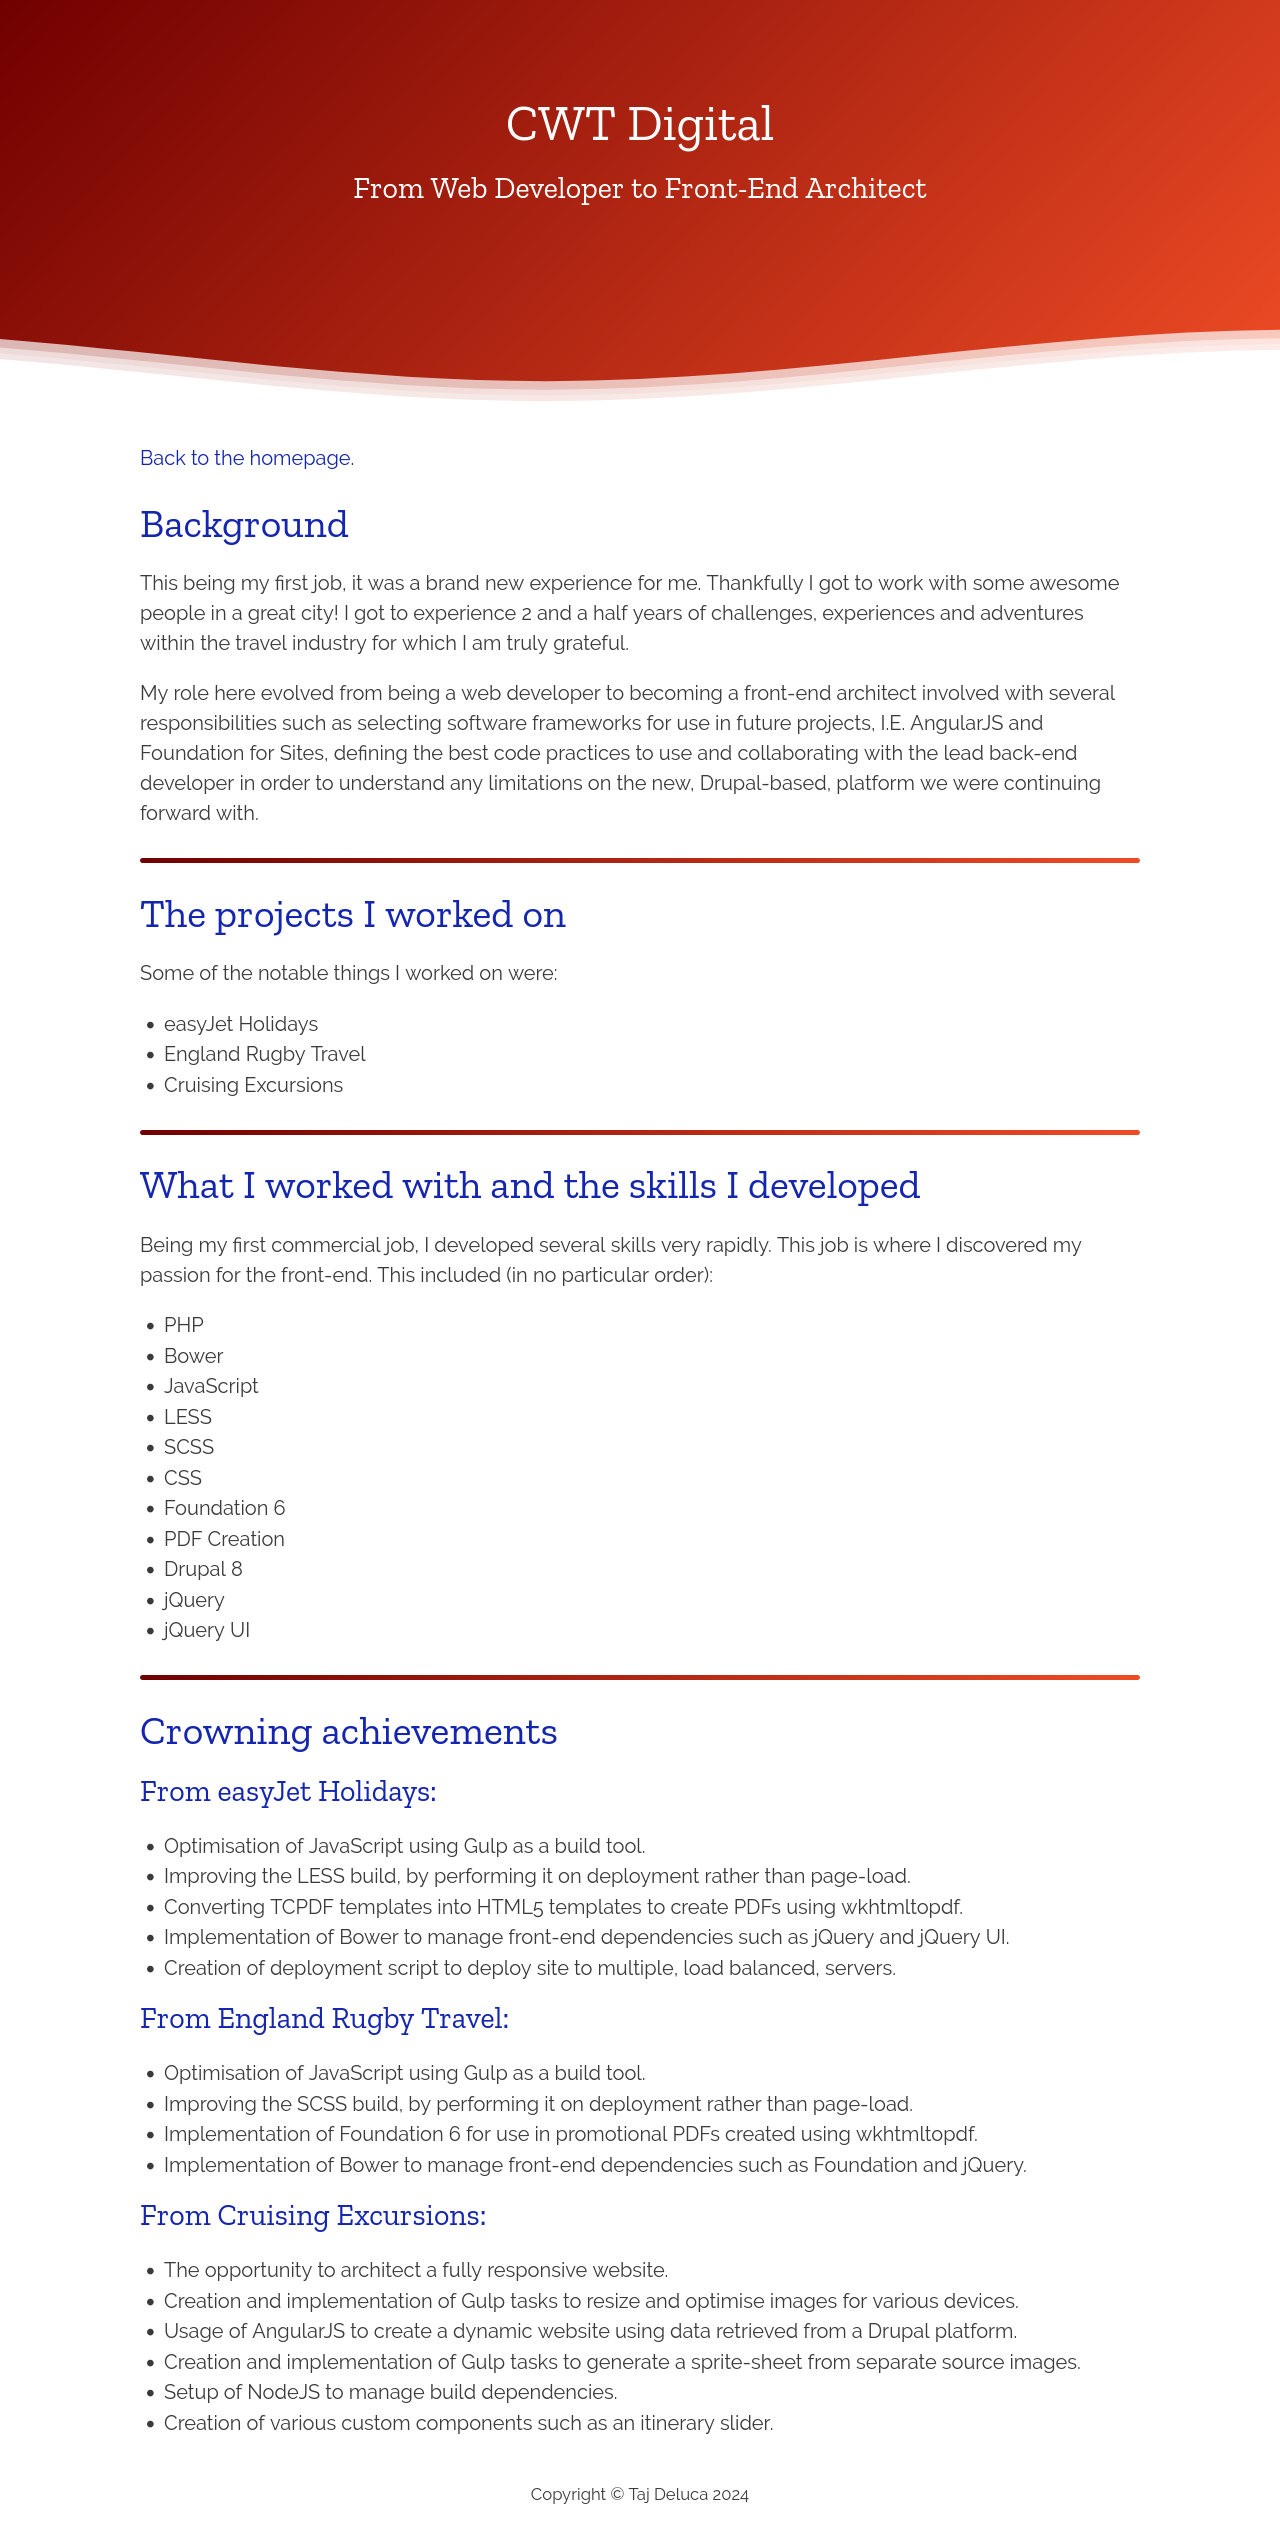 CWT Digital
From Web Developer to Front-End Architect
Back to the homepage.
Background
This being my first job, it was a brand new experience for me. Thankfully I got to work with some awesome
people in a great city! I got to experience 2 and a half years of challenges, experiences and adventures
within the travel industry for which I am truly grateful.
My role here evolved from being a web developer to becoming a front-end architect involved with several
responsibilities such as selecting software frameworks for use in future projects, I.E. AngularJS and
Foundation for Sites, defining the best code practices to use and collaborating with the lead back-end
developer in order to understand any limitations on the new, Drupal-based, platform we were continuing
forward with.
The projects I worked on
Some of the notable things I worked on were:
• easyJet Holidays
• England Rugby Travel
• Cruising Excursions
What I worked with and the skills I developed
Being my first commercial job, I developed several skills very rapidly. This job is where I discovered my
passion for the front-end. This included (in no particular order):
• PHP
• Bower
• JavaScript
• LESS
• SCSS
• CSS
• Foundation 6
• PDF Creation
• Drupal 8
• jQuery
• jQuery UI
Crowning achievements
From easyJet Holidays:
• Optimisation of JavaScript using Gulp as a build tool.
• Improving the LESS build, by performing it on deployment rather than page-load.
• Converting TCPDF templates into HTML5 templates to create PDFs using wkhtmltopdf.
• Implementation of Bower to manage front-end dependencies such as jQuery and jQuery UI.
• Creation of deployment script to deploy site to multiple, load balanced, servers.
From England Rugby Travel:
• Optimisation of JavaScript using Gulp as a build tool.
• Improving the SCSS build, by performing it on deployment rather than page-load.
• Implementation of Foundation 6 for use in promotional PDFs created using wkhtmltopdf.
• Implementation of Bower to manage front-end dependencies such as Foundation and jQuery.
From Cruising Excursions:
• The opportunity to architect a fully responsive website.
• Creation and implementation of Gulp tasks to resize and optimise images for various devices.
• Usage of AngularJS to create a dynamic website using data retrieved from a Drupal platform.
• Creation and implementation of Gulp tasks to generate a sprite-sheet from separate source images.
• Setup of NodeJS to manage build dependencies.
• Creation of various custom components such as an itinerary slider.
Copyright © Taj Deluca 2024